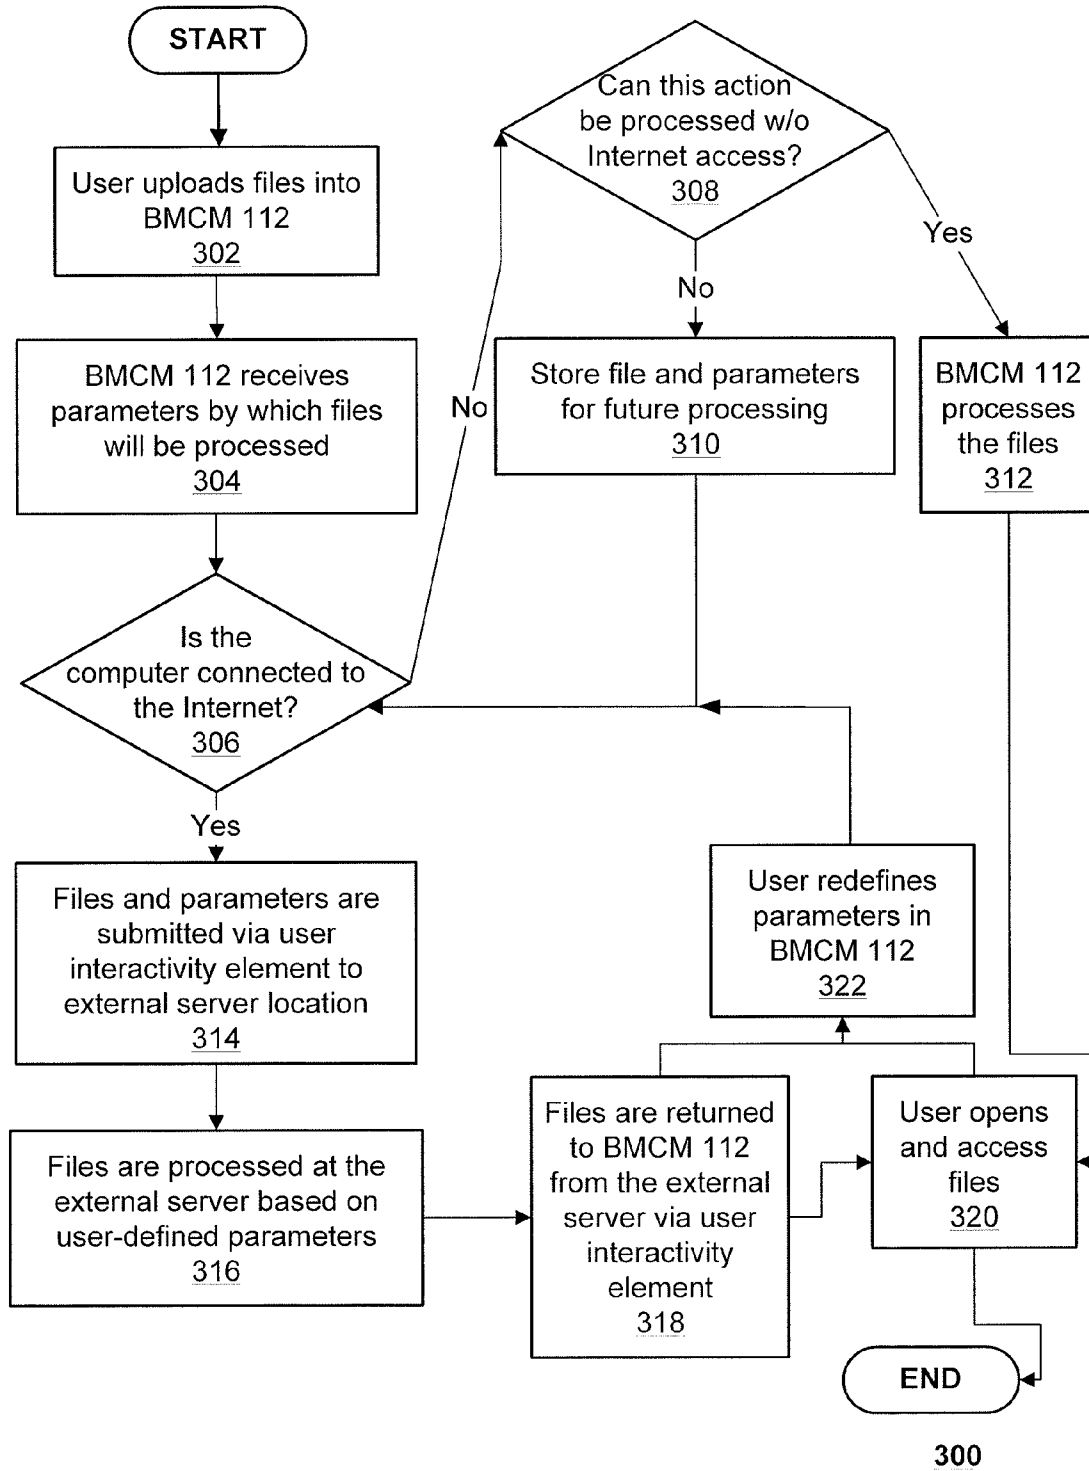 START
User uploads files into
BMCM 112
302
BMCM 112 receives
parameters by which files
will be processed
304
Is the
computer connected to
the Internet?
306
No
Can this action
be processed w/o
Internet access?
308
No
Yes
Store file and parameters
for future processing
310
BMCM 112
processes
the files
312
Yes
Files and parameters are
submitted via user
interactivity element to
external server location
314
Files are processed at the
external server based on
user-defined parameters
316
Files are returned
to BMCM 112
from the external
server via user
interactivity
element
318
User redefines
parameters in
BMCM 112
322
User opens
and access
files
320
END
300